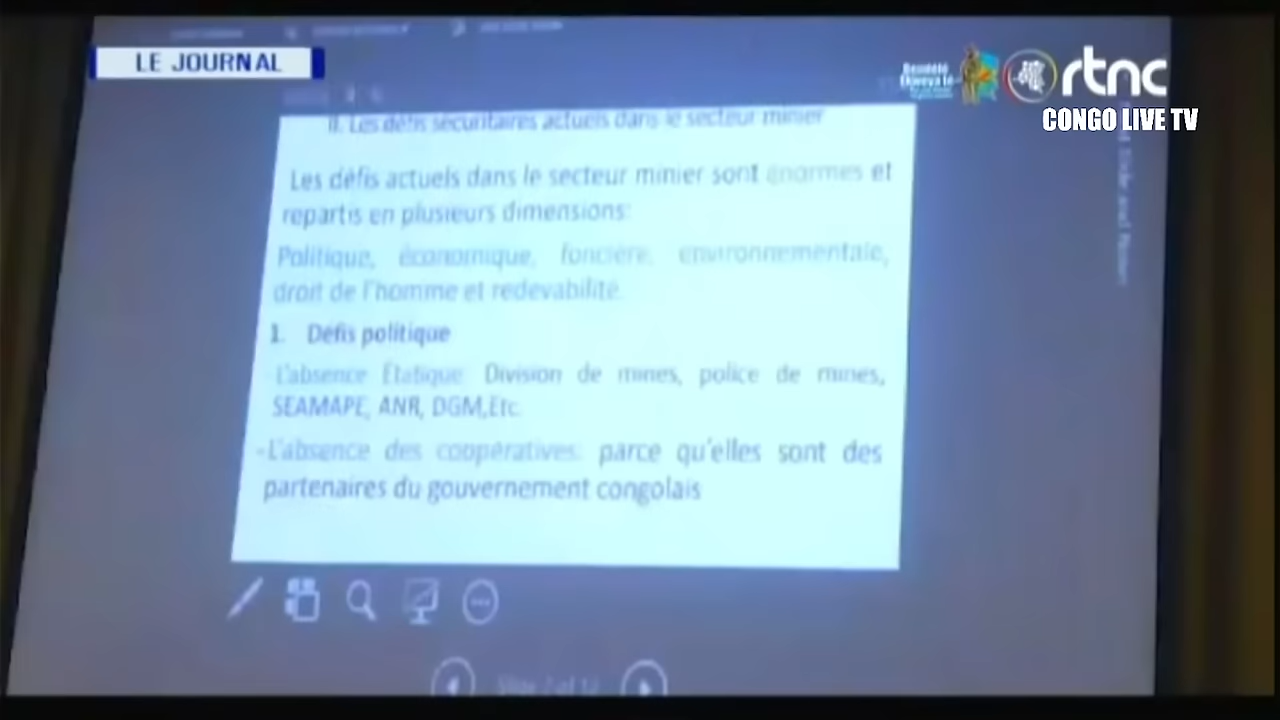 LE JOURNAL
rtnc
CONGO LIVE TV
II. Les défis sécuritaires actuels dans le secteur minier
Les défis actuels dans le secteur minier sont énormes et
repartis en plusieurs dimensions:
Politique, économique, foncière, environnementale,
droit de l'homme et redevabilité.
1. Défis politique
L'absence Étatique: Division de mines, police de mines,
SEAMAPE, ANR, DGM,Etc.
-L'absence des coopératives: parce qu'elles sont des
partenaires du gouvernement congolais